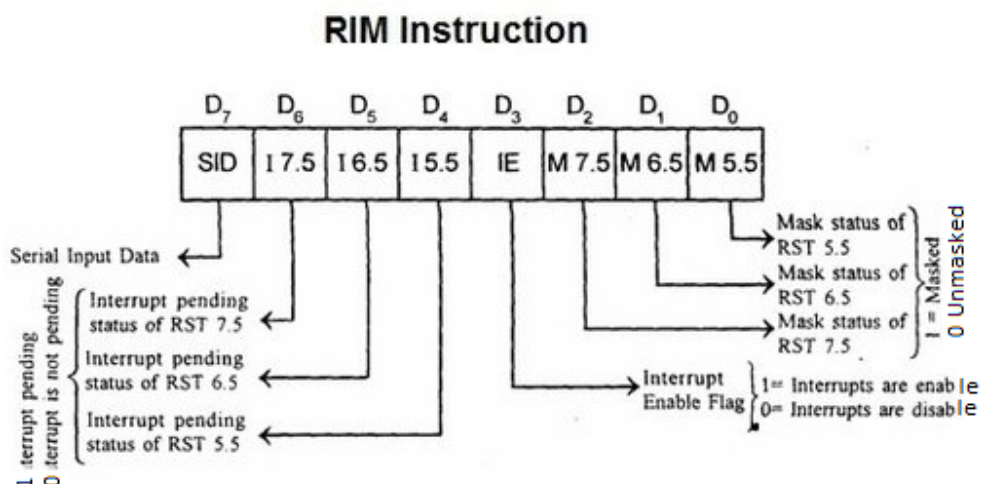 RIM Instruction
D7 D6 D5 D4 D3 D2 D1 D0
SID I 7.5 I 6.5 I 5.5 IE M 7.5 M 6.5 M 5.5
Serial Input Data
Interrupt pending
status of RST 7.5
Interrupt pending
status of RST 6.5
Interrupt pending
status of RST 5.5
1 terrupt pending
0 terrupt is not pending
Mask status of
RST 5.5
Mask status of
RST 6.5
Mask status of
RST 7.5
1 = Masked
0 Unmasked
Interrupt
Enable Flag
1= Interrupts are enable
0= Interrupts are disable